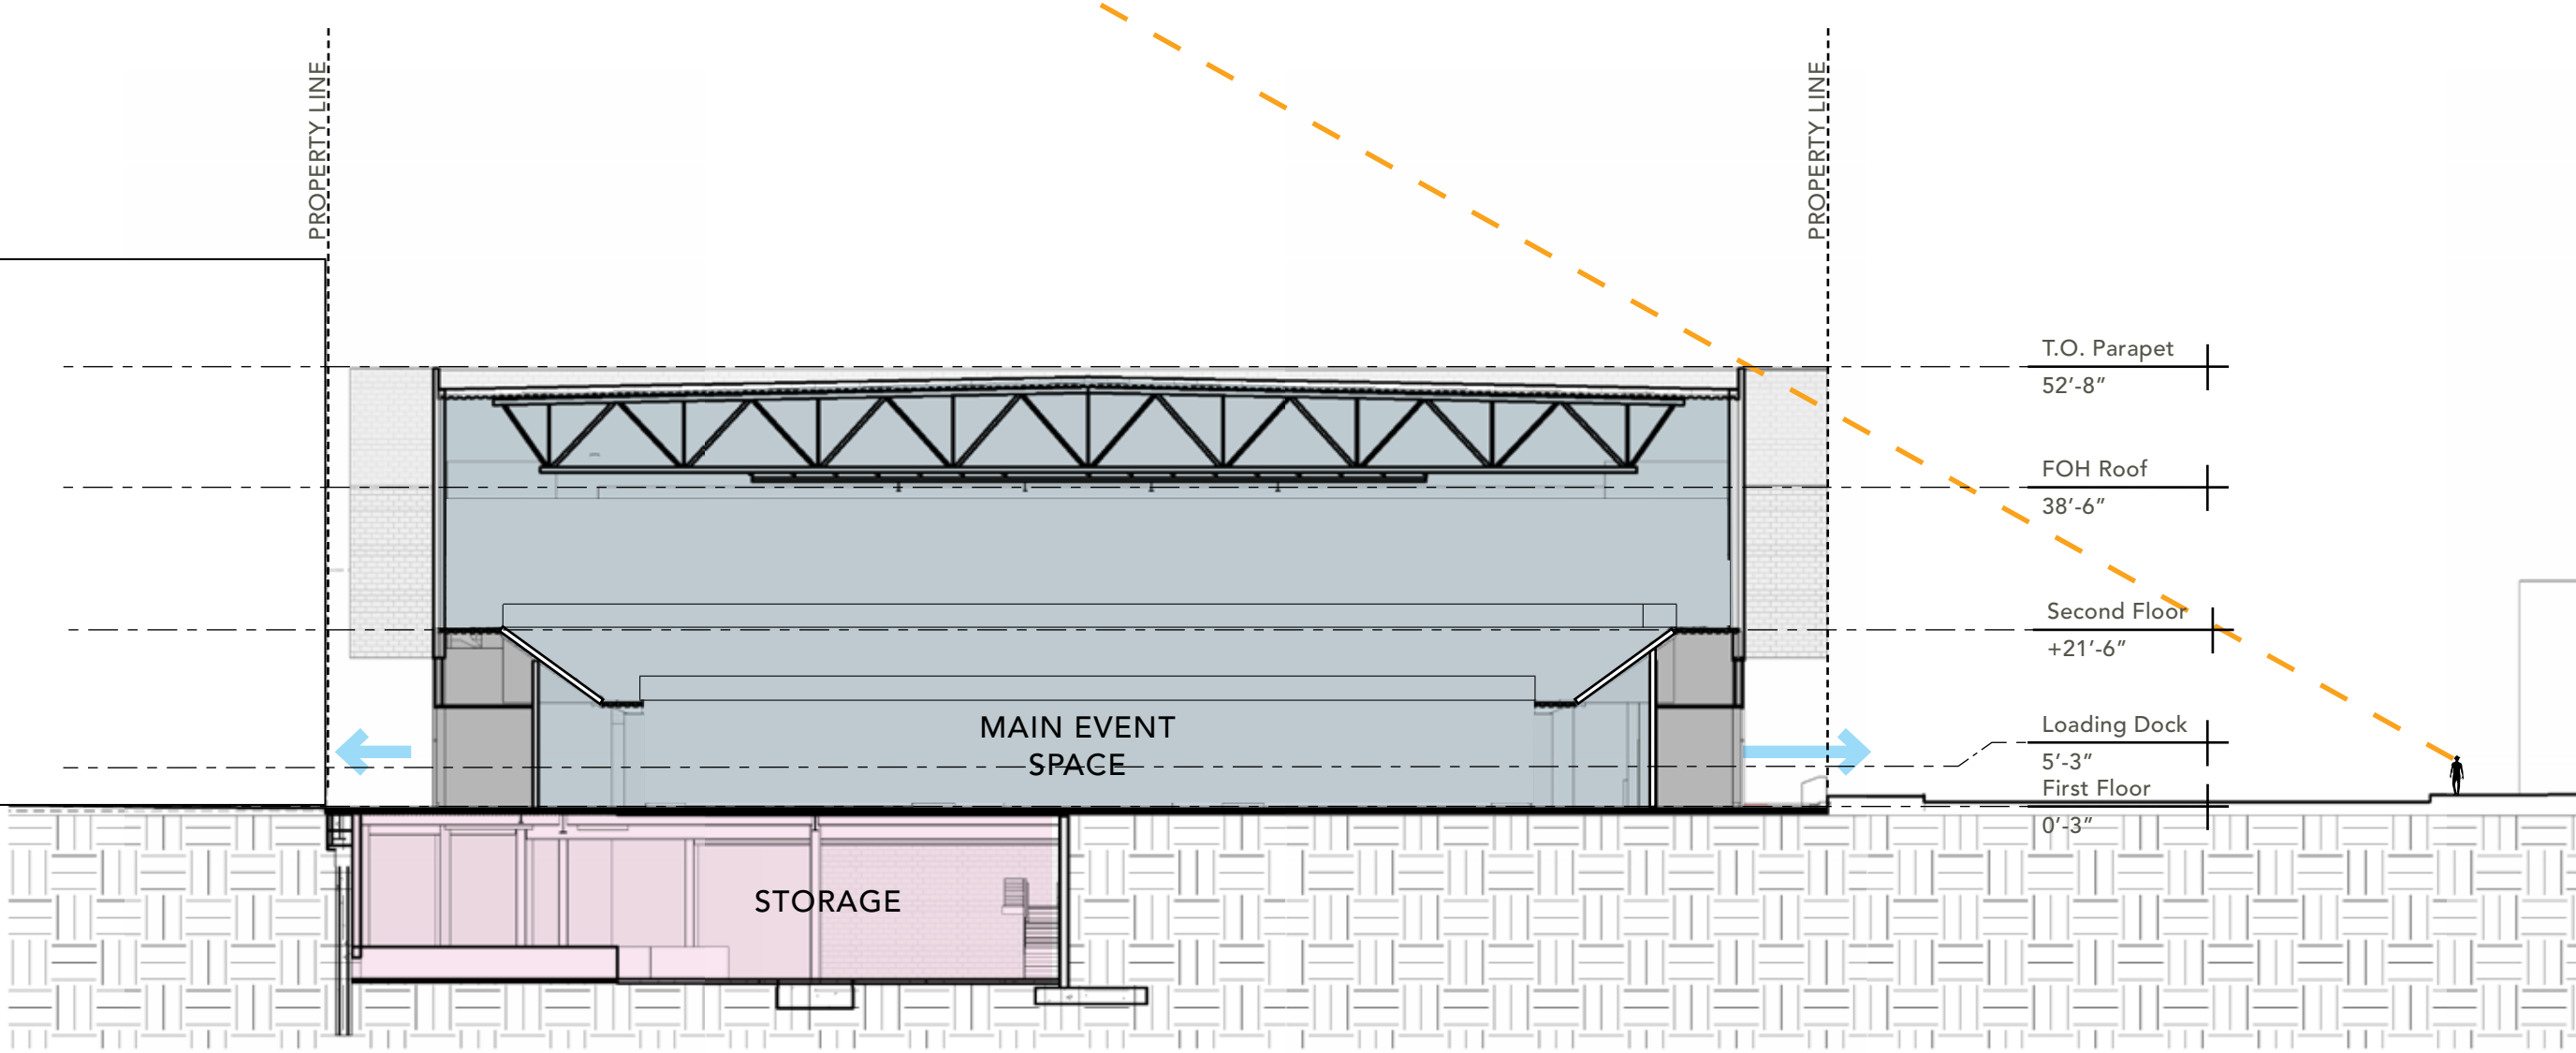 PROPERTY LINE
PROPERTY LINE
T.O. Parapet
52’-8”
FOH Roof
38’-6”
Second Floor
+21’-6”
Loading Dock
5’-3”
First Floor
0’-3”
MAIN EVENT
SPACE
STORAGE